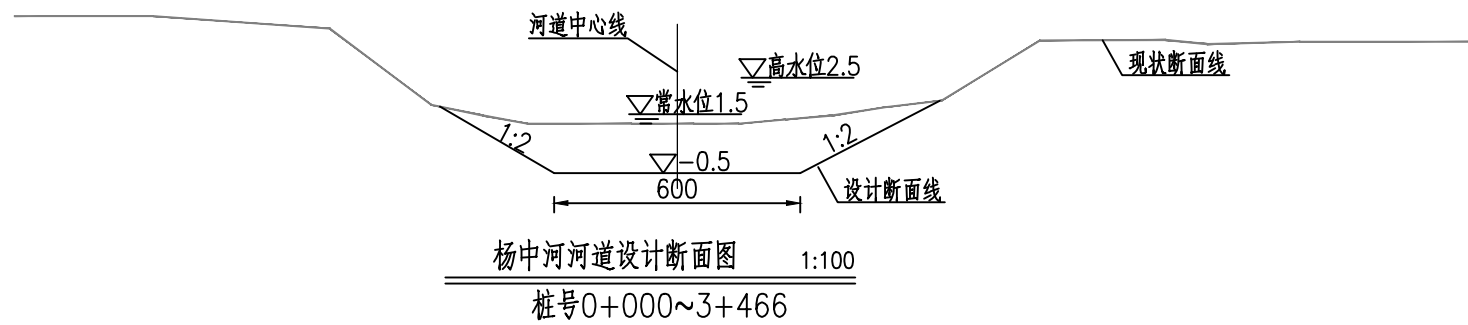 河道中心线
高水位2.5
现状断面线
常水位1.5
1:2
1:2
-0.5
600
设计断面线
杨中河河道设计断面图 1:100
桩号0+000~3+466